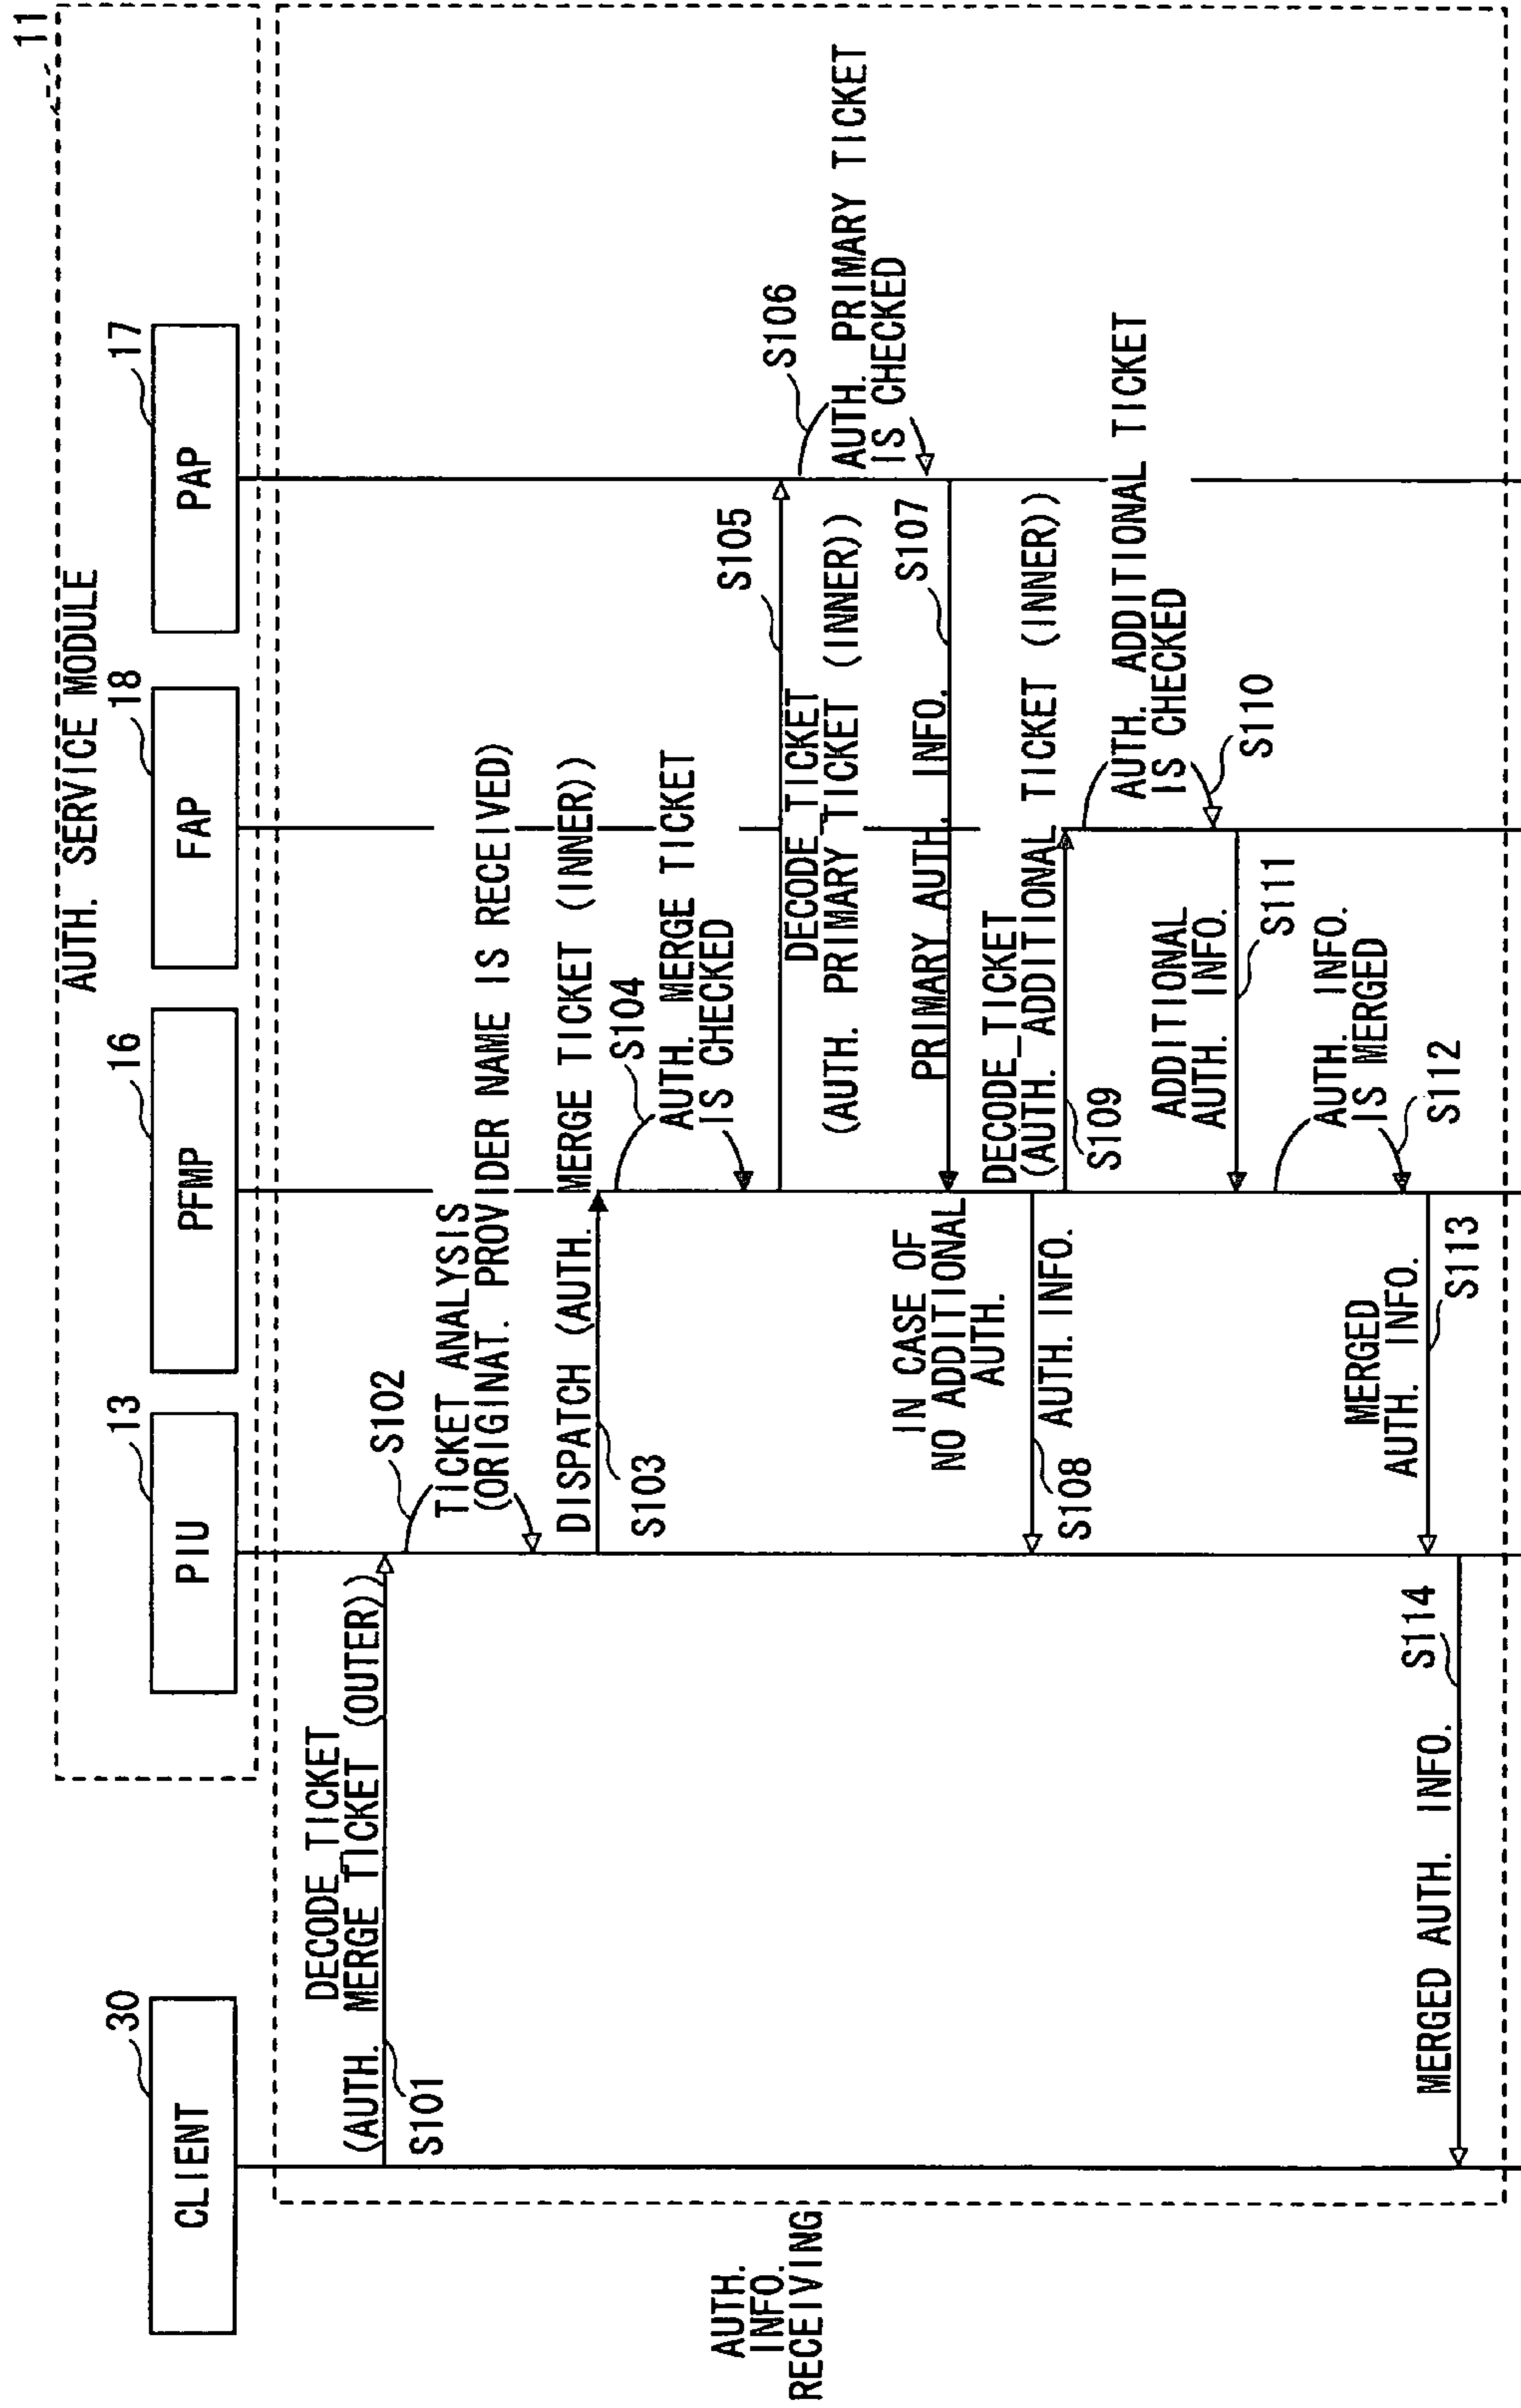 11
AUTH. SERVICE MODULE
30
CLIENT
13
PIU
16
PFMP
18
FAP
17
PAP
AUTH.
INFO.
RECEIVING
DECODE_TICKET
(AUTH. MERGE TICKET (OUTER))
S101
S102
TICKET ANALYSIS
(ORIGINAT. PROVIDER NAME IS RECEIVED)
DISPATCH (AUTH. MERGE TICKET (INNER))
S103
S104
AUTH. MERGE TICKET
IS CHECKED
S105
DECODE_TICKET
(AUTH. PRIMARY TICKET (INNER))
S106
AUTH. PRIMARY TICKET
IS CHECKED
S107
PRIMARY AUTH. INFO.
IN CASE OF
NO ADDITIONAL
AUTH.
AUTH. INFO.
S108
DECODE_TICKET
(AUTH. ADDITIONAL TICKET (INNER))
S109
AUTH. ADDITIONAL TICKET
IS CHECKED
S110
ADDITIONAL
AUTH. INFO.
S111
AUTH. INFO.
IS MERGED
S112
MERGED
AUTH. INFO.
S113
S114
MERGED AUTH. INFO.